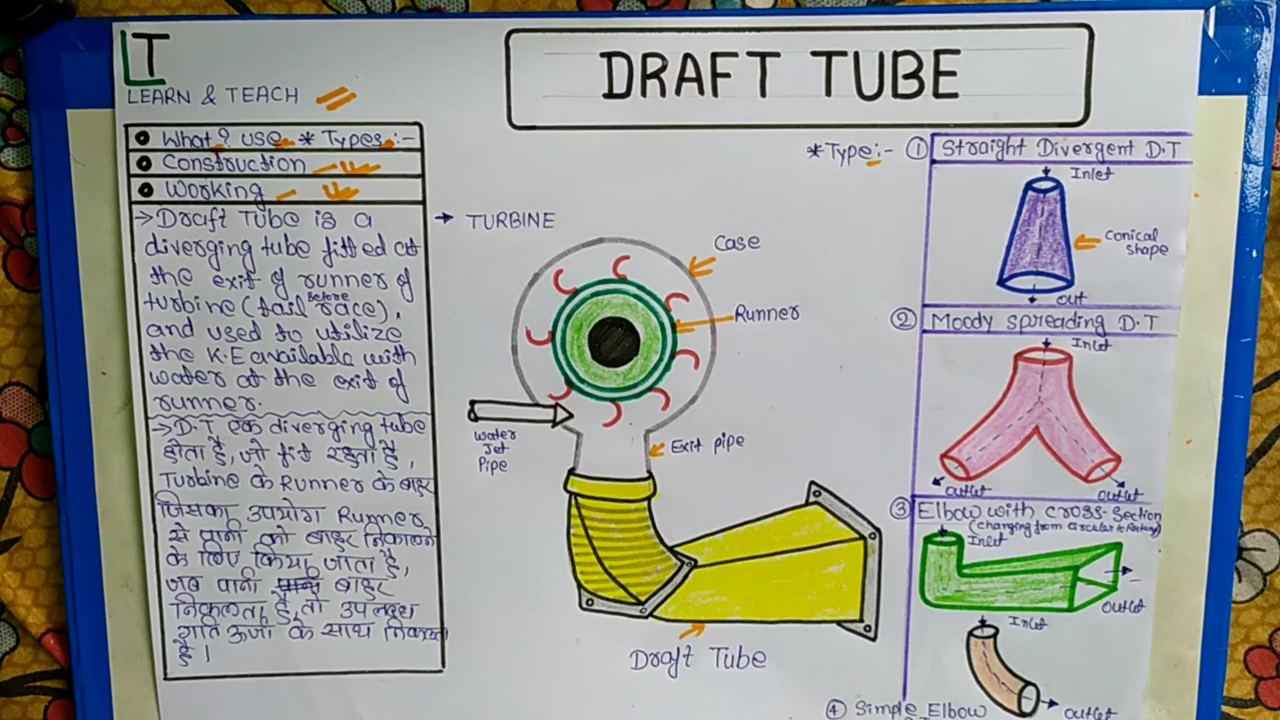 LT
LEARN & TEACH
DRAFT TUBE
What? use * Types :-
Construction
Working
→Draft Tube is a
diverging tube fitted at
the exit of runner of
turbine (tail before race),
and used to utilize
the K.E available with
water at the exit of
runner.
→D.T एक diverging tube
होता है, जो fit रहता है,
Turbine के Runner के बाहर
जिसका उपयोग Runner
से पानी को बाहर निकालने
के लिए किया जाता है,
जब पानी बाहर
निकलता है, तो उपलब्ध
गति ऊर्जा के साथ निकलता
है।
→ TURBINE
Case
Runner
Water
Jet
Pipe
Exit pipe
Draft Tube
*Type:- ① Straight Divergent D.T
Inlet
Conical
shape
out
② Moody spreading D.T
Inlet
outlet
outlet
③ Elbow with cross-section
(changing from circular to Rectang)
Inlet
outlet
Inlet
outlet
④ Simple Elbow